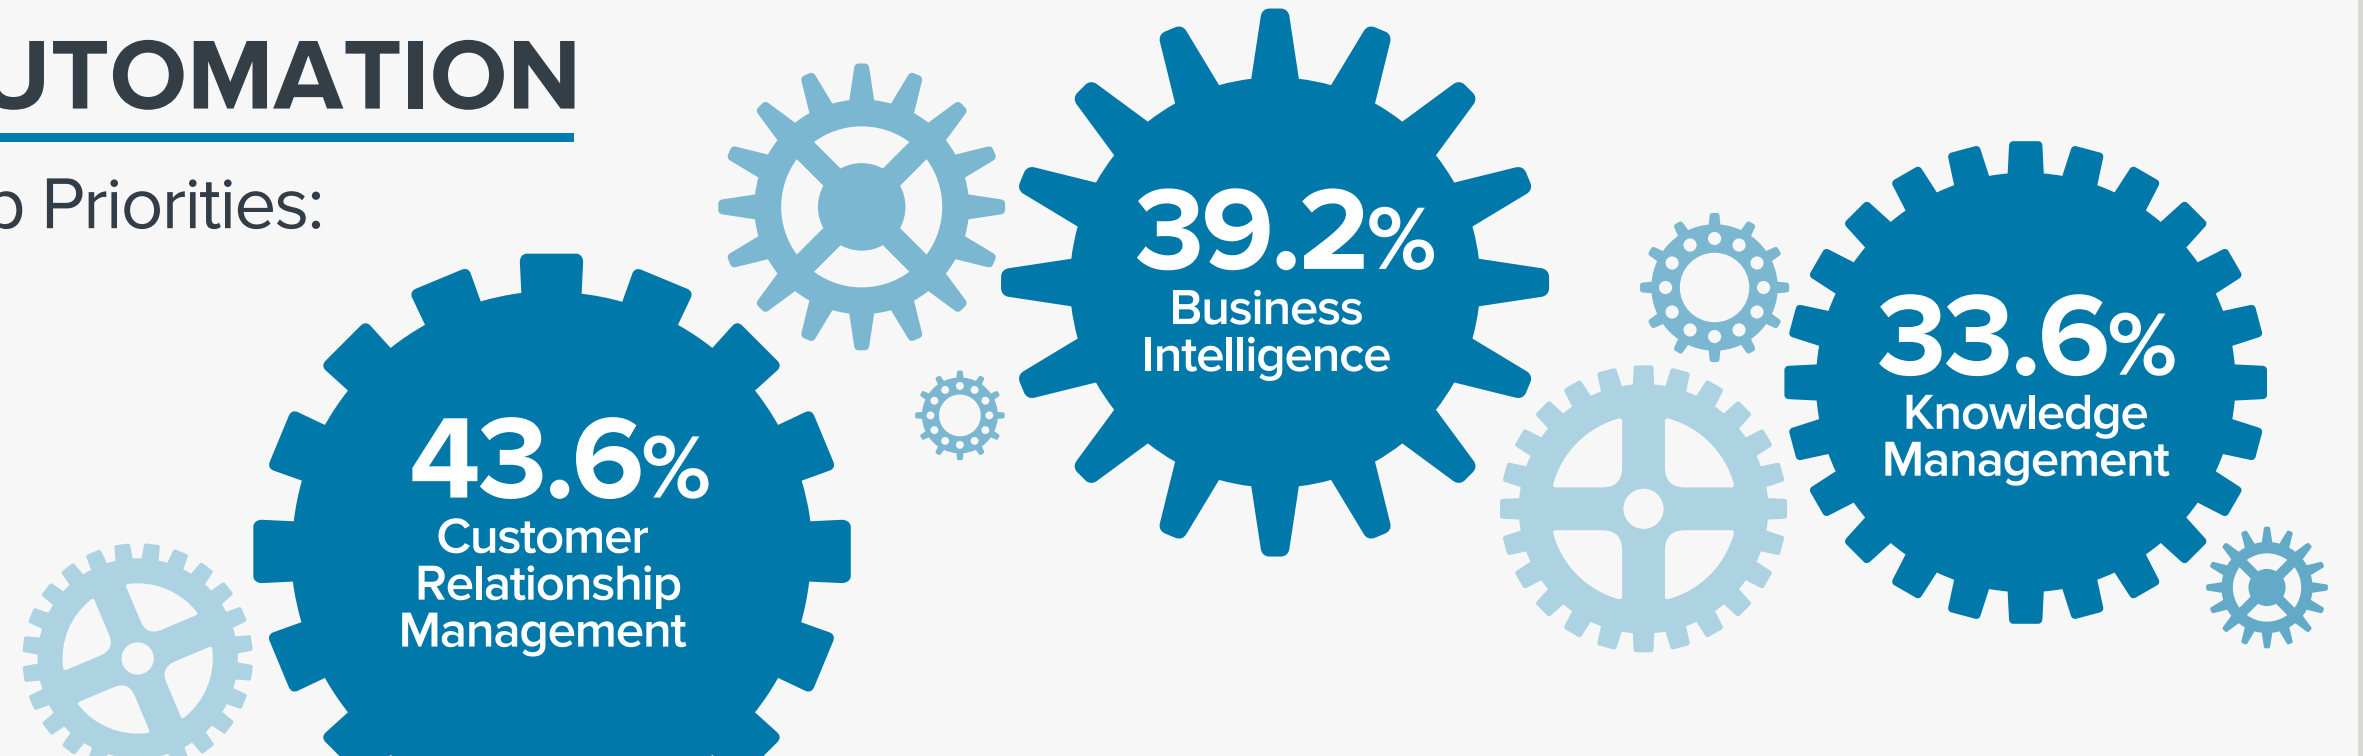 UTOMATION
p Priorities:
39.2%
Business
Intelligence
33.6%
Knowledge
Management
43.6%
Customer
Relationship
Management